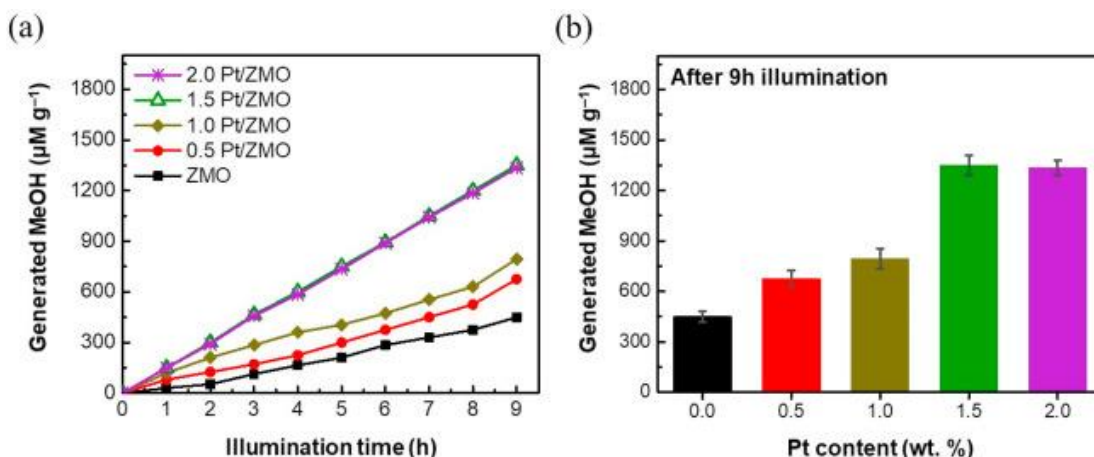 (a)
Generated MeOH (µM g⁻¹)
1800
1500
1200
900
600
300
0
2.0 Pt/ZMO
1.5 Pt/ZMO
1.0 Pt/ZMO
0.5 Pt/ZMO
ZMO
0 1 2 3 4 5 6 7 8 9
Illumination time (h)
(b)
Generated MeOH (µM g⁻¹)
1800
1500
1200
900
600
300
0
After 9h illumination
0.0 0.5 1.0 1.5 2.0
Pt content (wt. %)